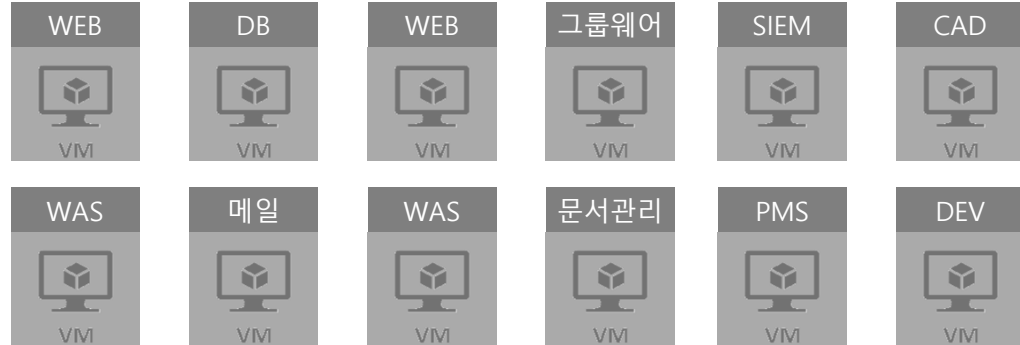 WEB DB WEB 그룹웨어 SIEM CAD
VM VM VM VM VM VM
WAS 메일 WAS 문서관리 PMS DEV
VM VM VM VM VM VM